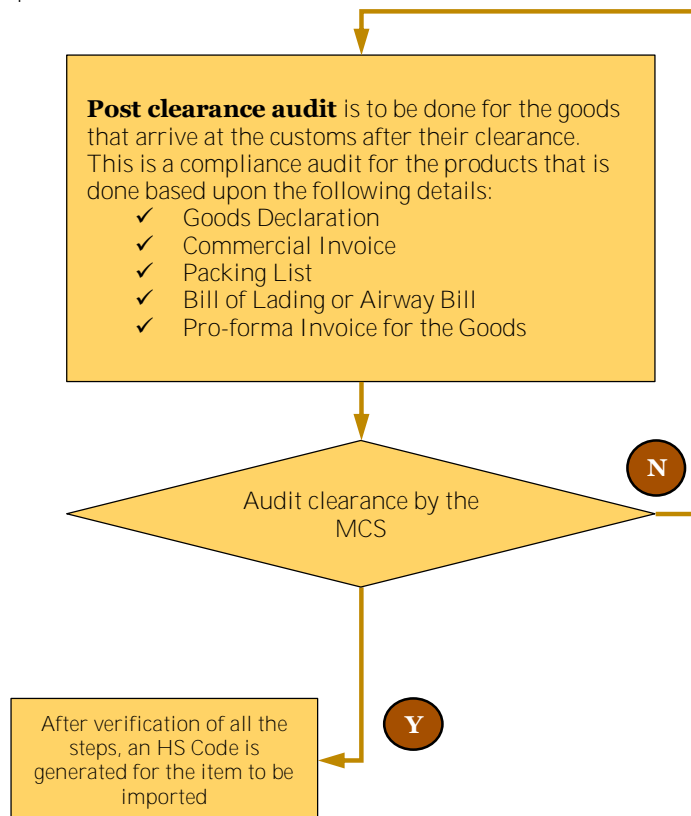 Post clearance audit is to be done for the goods
that arrive at the customs after their clearance.
This is a compliance audit for the products that is
done based upon the following details:
✓ Goods Declaration
✓ Commercial Invoice
✓ Packing List
✓ Bill of Lading or Airway Bill
✓ Pro-forma Invoice for the Goods
N
Audit clearance by the
MCS
Y
After verification of all the
steps, an HS Code is
generated for the item to be
imported